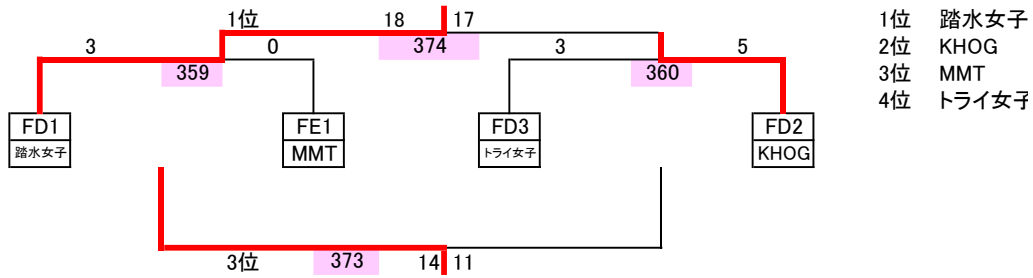 1位 18 17
3 0 374 3 5
359 360
FD1 FE1 FD3 FD2
踏水女子 MMT トライ女子 KHOG
3位 373 14 11
1位 踏水女子
2位 KHOG
3位 MMT
4位 トライ女子